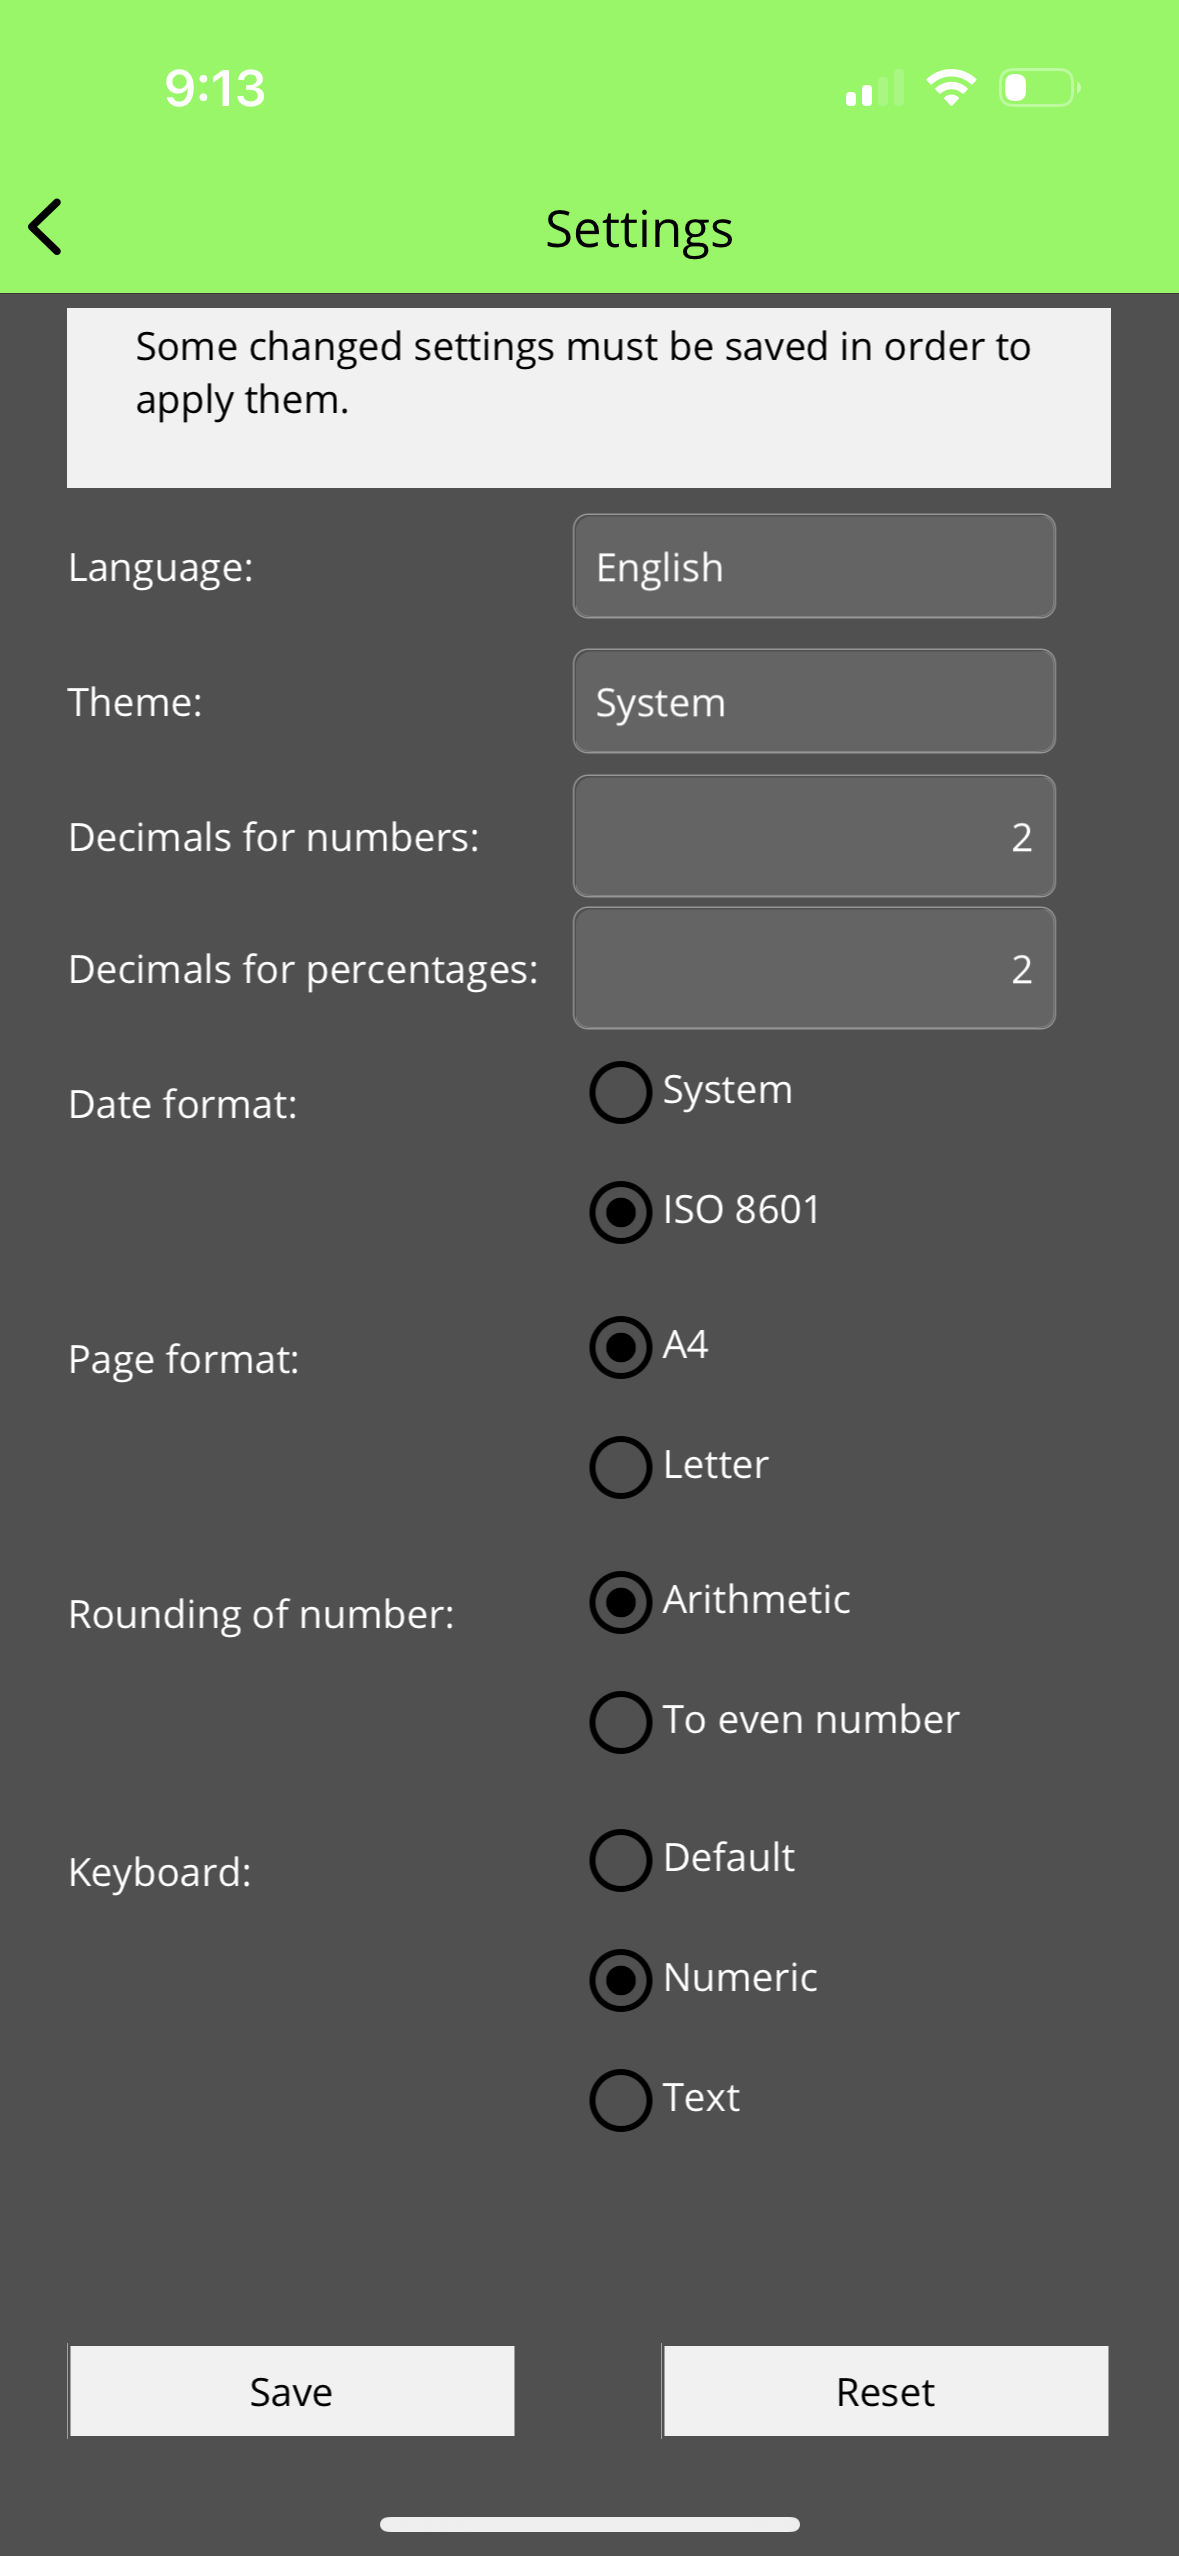 9:13
Settings
Some changed settings must be saved in order to
apply them.
Language: English
Theme: System
Decimals for numbers: 2
Decimals for percentages: 2
Date format: System
ISO 8601
Page format: A4
Letter
Rounding of number: Arithmetic
To even number
Keyboard: Default
Numeric
Text
Save Reset